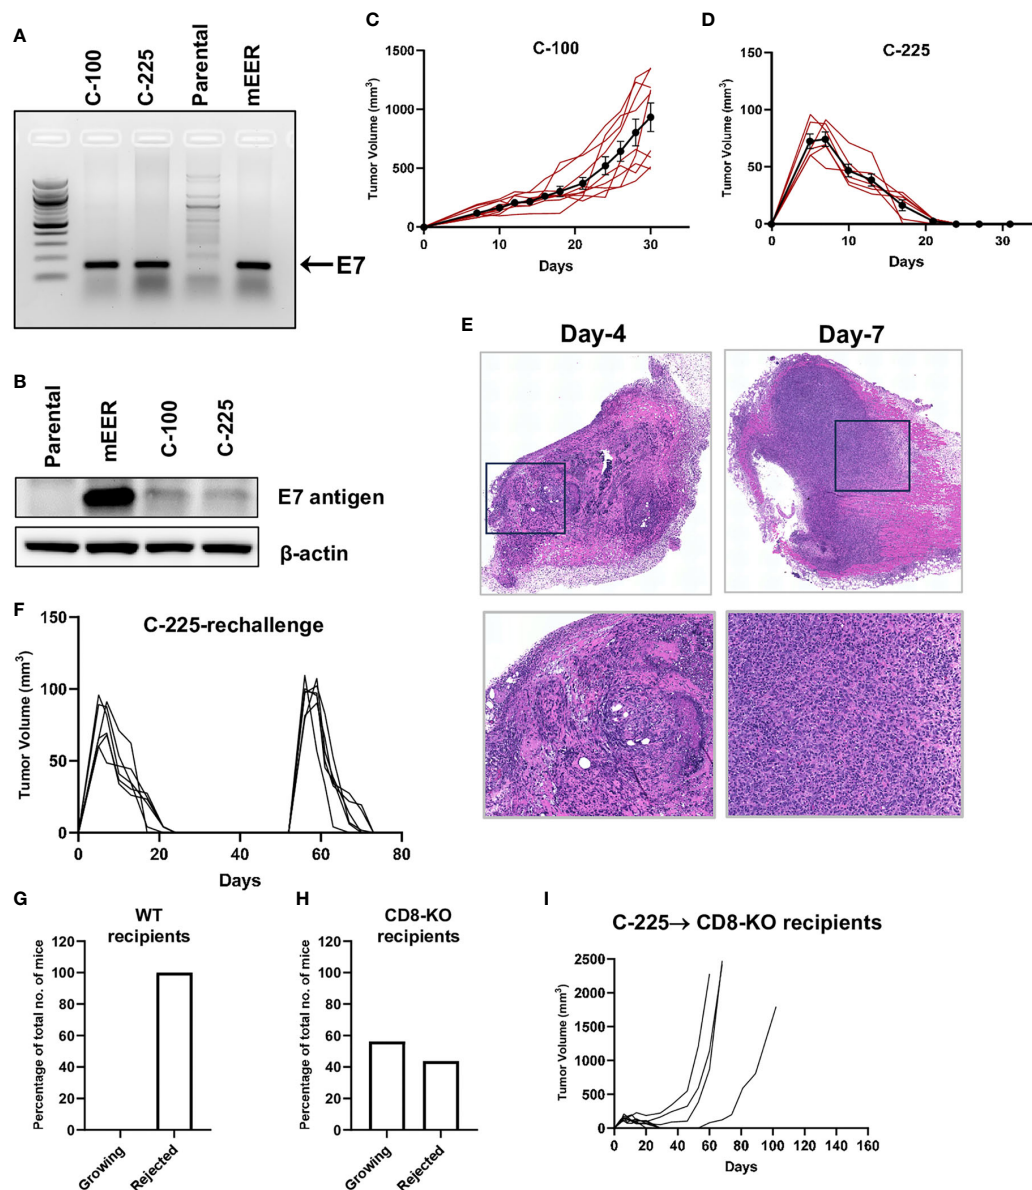 A
C-100
C-225
Parental
mEER
E7
B
Parental
mEER
C-100
C-225
E7 antigen
β-actin
C
C-100
Tumor Volume (mm³)
1500
1000
500
0
0
10
20
30
Days
D
C-225
Tumor Volume (mm³)
150
100
50
0
0
10
20
30
Days
E
Day-4
Day-7
F
C-225-rechallenge
Tumor Volume (mm³)
150
100
50
0
0
20
40
60
80
Days
G
WT
recipients
Percentage of total no. of mice
120
100
80
60
40
20
0
Growing
Rejected
H
CD8-KO
recipients
Percentage of total no. of mice
120
100
80
60
40
20
0
Growing
Rejected
I
C-225→ CD8-KO recipients
Tumor Volume (mm³)
2500
2000
1500
1000
500
0
0
20
40
60
80
100
120
140
160
Days